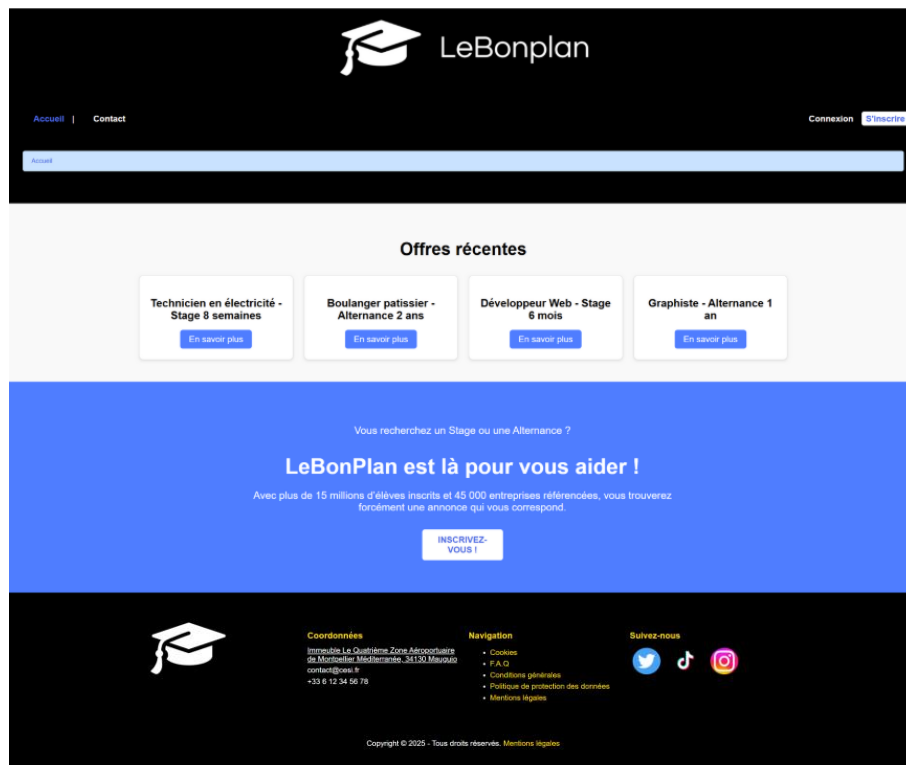 LeBonplan
Accueil | Contact
Connexion S'inscrire
Accueil
Offres récentes
Technicien en électricité -
Stage 8 semaines
En savoir plus
Boulanger patissier -
Alternance 2 ans
En savoir plus
Développeur Web - Stage
6 mois
En savoir plus
Graphiste - Alternance 1
an
En savoir plus
Vous recherchez un Stage ou une Alternance ?
LeBonPlan est là pour vous aider !
Avec plus de 15 millions d'élèves inscrits et 45 000 entreprises référencées, vous trouverez
forcément une annonce qui vous correspond.
INSCRIVEZ-
VOUS !
Coordonnées
Immeuble Le Quatrième Zone Aéroportuaire
de Montpellier Méditerranée, 34130 Mauguio
contact@cesi.fr
+33 6 12 34 56 78
Navigation
• Cookies
• F.A.Q
• Conditions générales
• Politique de protection des données
• Mentions légales
Suivez-nous
Copyright © 2025 - Tous droits réservés. Mentions légales